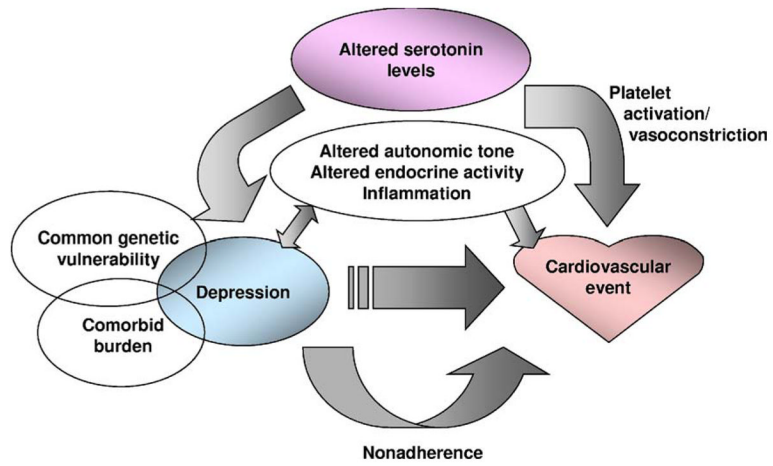 Altered serotonin
levels
Platelet
activation/
vasoconstriction
Altered autonomic tone
Altered endocrine activity
Inflammation
Common genetic
vulnerability
Depression
Cardiovascular
event
Comorbid
burden
Nonadherence